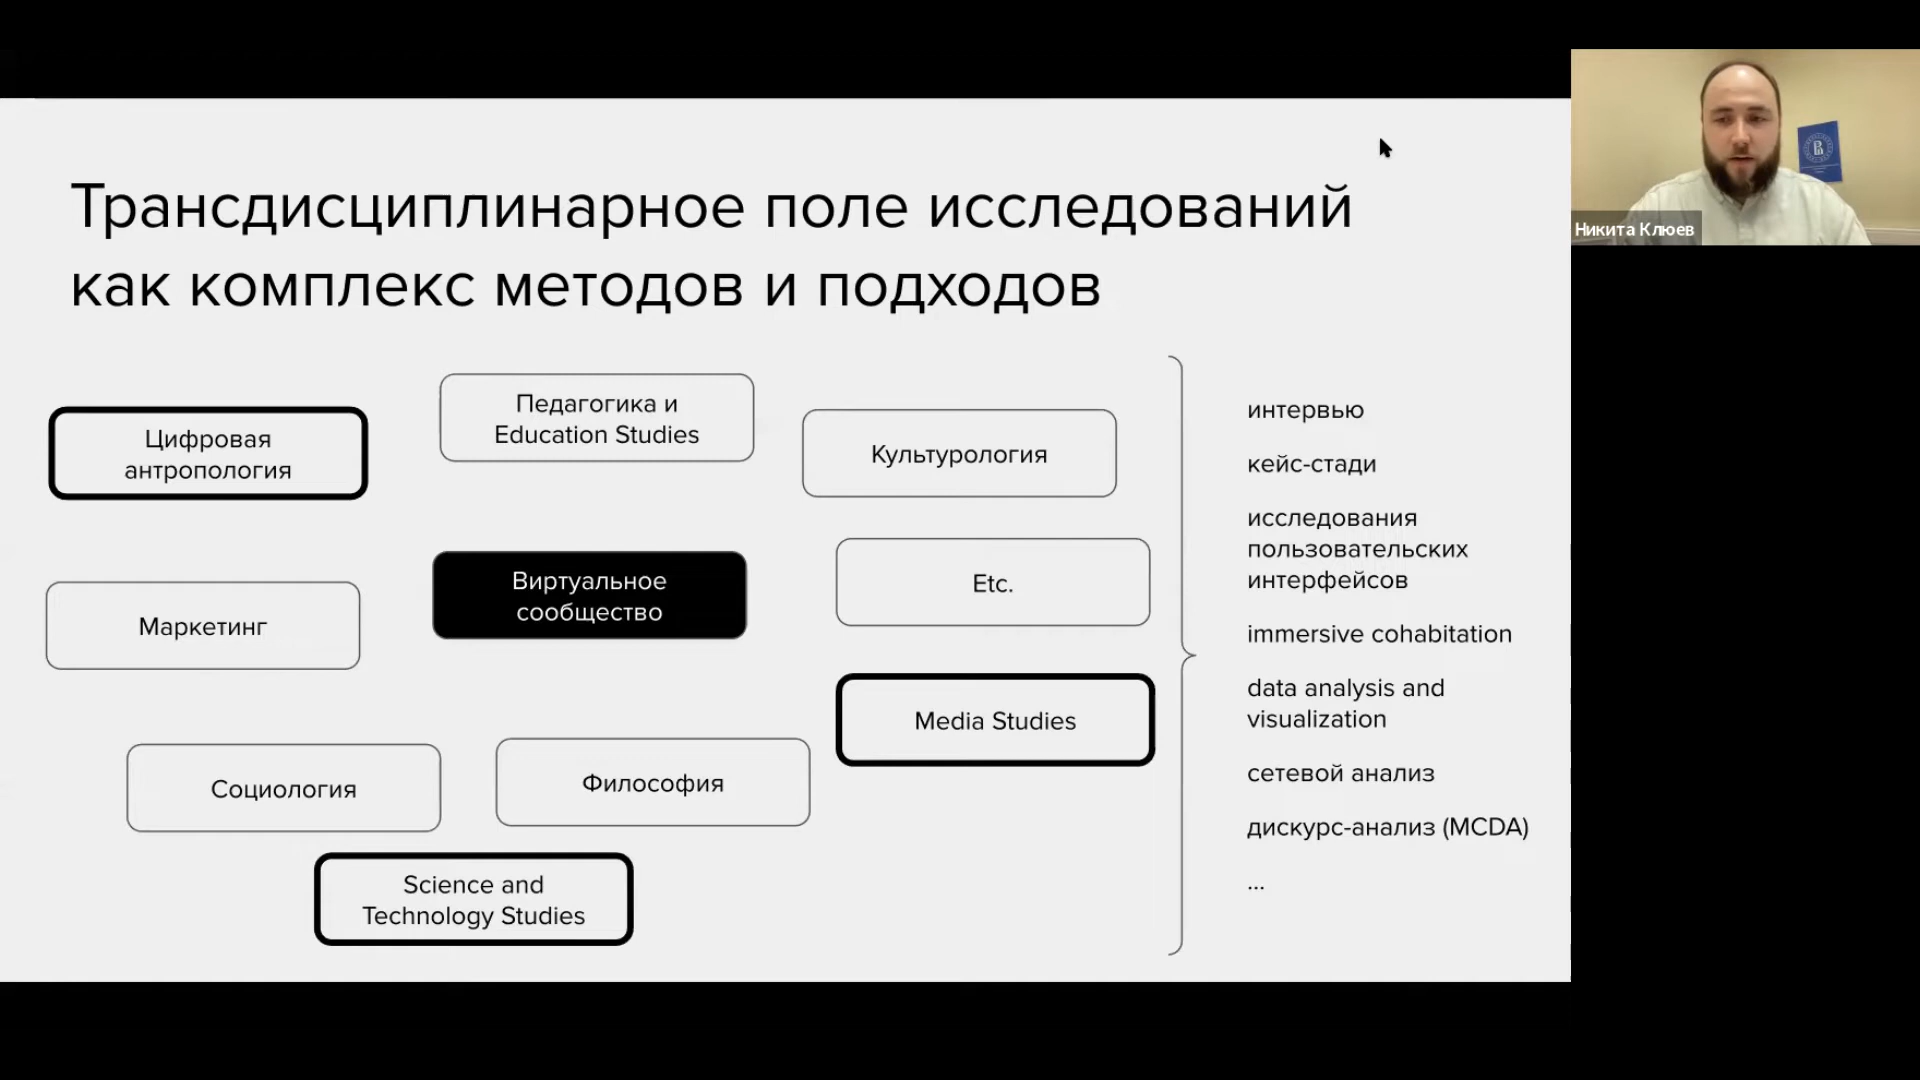 Трансдисциплинарное поле исследований
как комплекс методов и подходов
Цифровая
антропология
Педагогика и
Education Studies
Культурология
Маркетинг
Виртуальное
сообщество
Etc.
Media Studies
Социология
Философия
Science and
Technology Studies
интервью
кейс-стади
исследования
пользовательских
интерфейсов
immersive cohabitation
data analysis and
visualization
сетевой анализ
дискурс-анализ (MCDA)
...
Никита Клюев